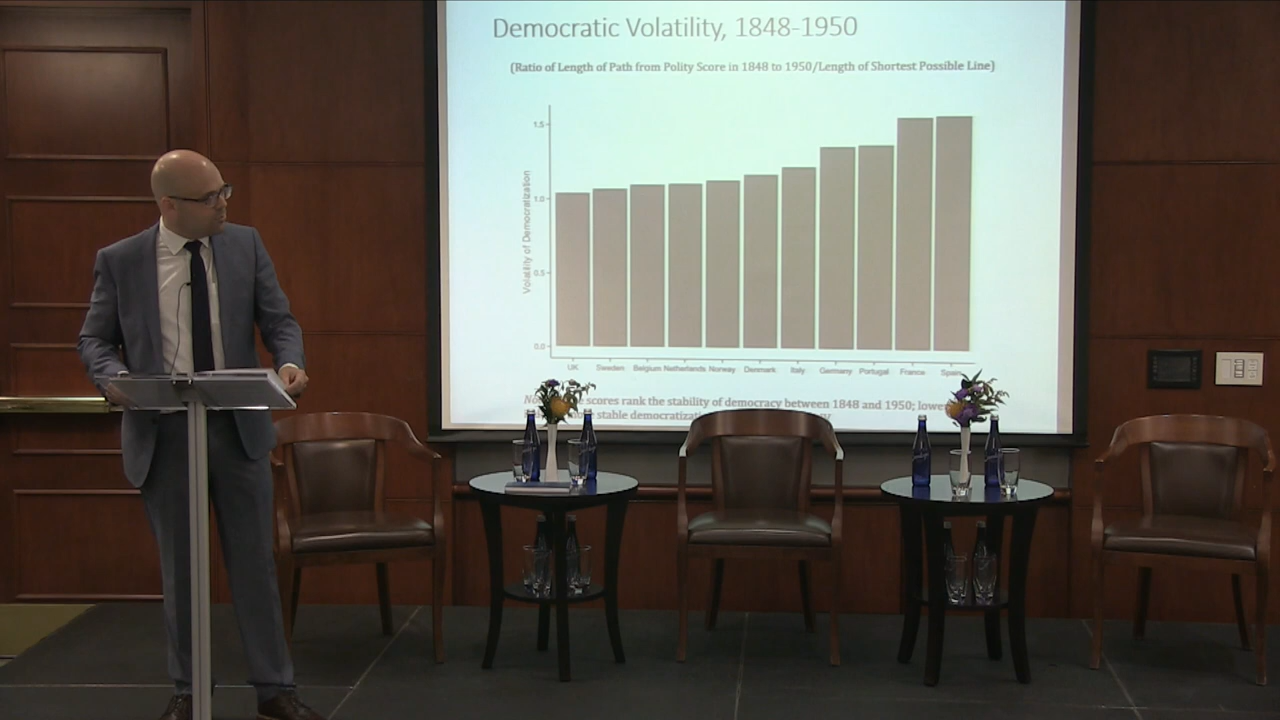 Democratic Volatility, 1848-1950
(Ratio of Length of Path from Polity Score in 1848 to 1950/Length of Shortest Possible Line)
1.5
1.0
0.5
0.0
Volatility of Democratization
UK Sweden Belgium Netherlands Norway Denmark Italy Germany Portugal France Spain
scores rank the stability of democracy between 1848 and 1950; lowe
stable democratizati